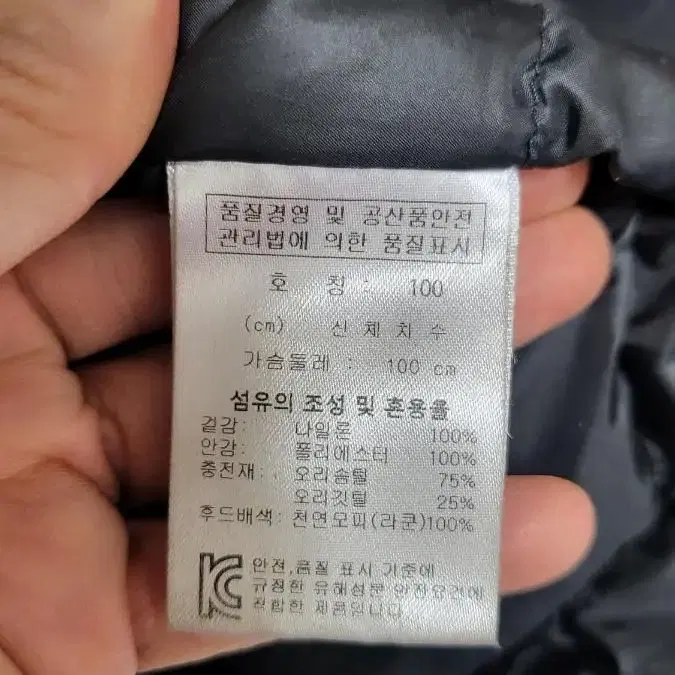 품질경영 및 공산품안전
관리법에 의한 품질표시
호 칭 : 100
(cm) 신체치수
가슴둘레 : 100 cm
섬유의 조성 및 혼용율
겉감: 나일론 100%
안감: 폴리에스터 100%
충전재: 오리솜털 75%
오리깃털 25%
후드배색: 천연모피(라쿤)100%
안전,품질 표시 기준에
규정한 유해성분 안전요건에
적합한 제품입니다